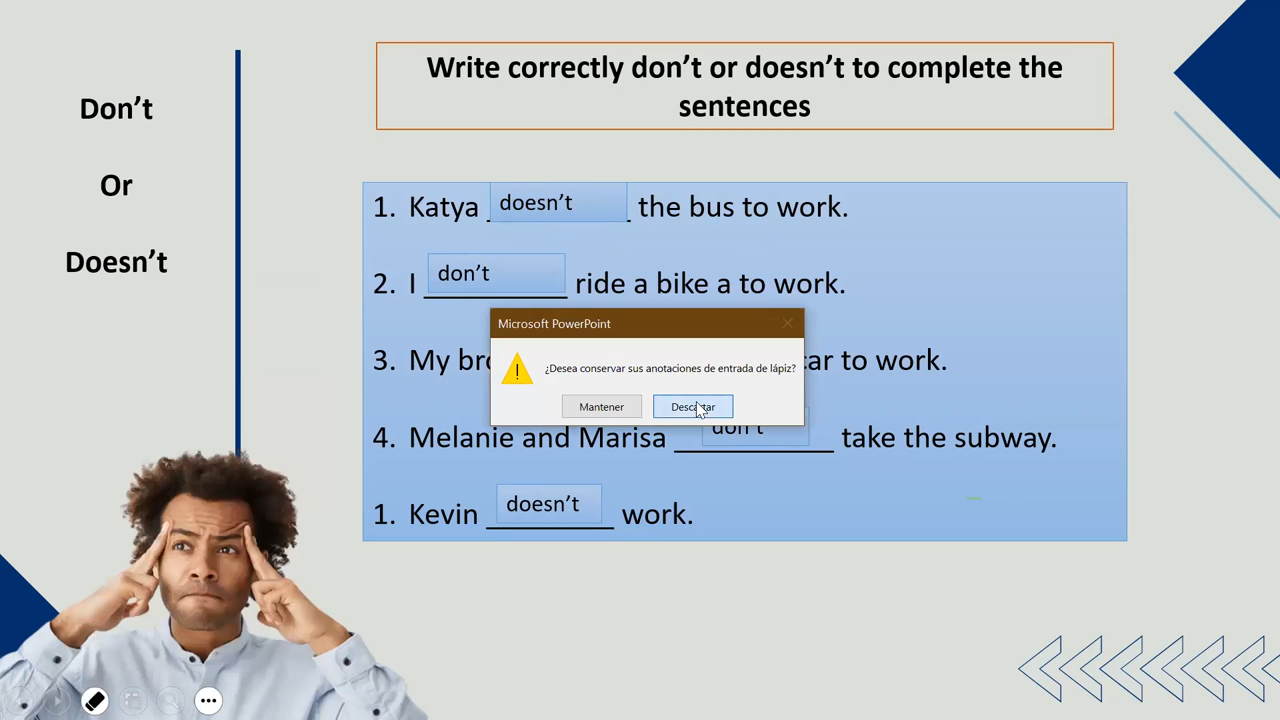 Don't
Or
Doesn't
Write correctly don't or doesn't to complete the
sentences
1. Katya doesn't the bus to work.
2. I don't ride a bike a to work.
3. My car to work.
4. Melanie and Marisa don't take the subway.
1. Kevin doesn't work.
Microsoft PowerPoint
¿Desea conservar sus anotaciones de entrada de lápiz?
Mantener
Descartar